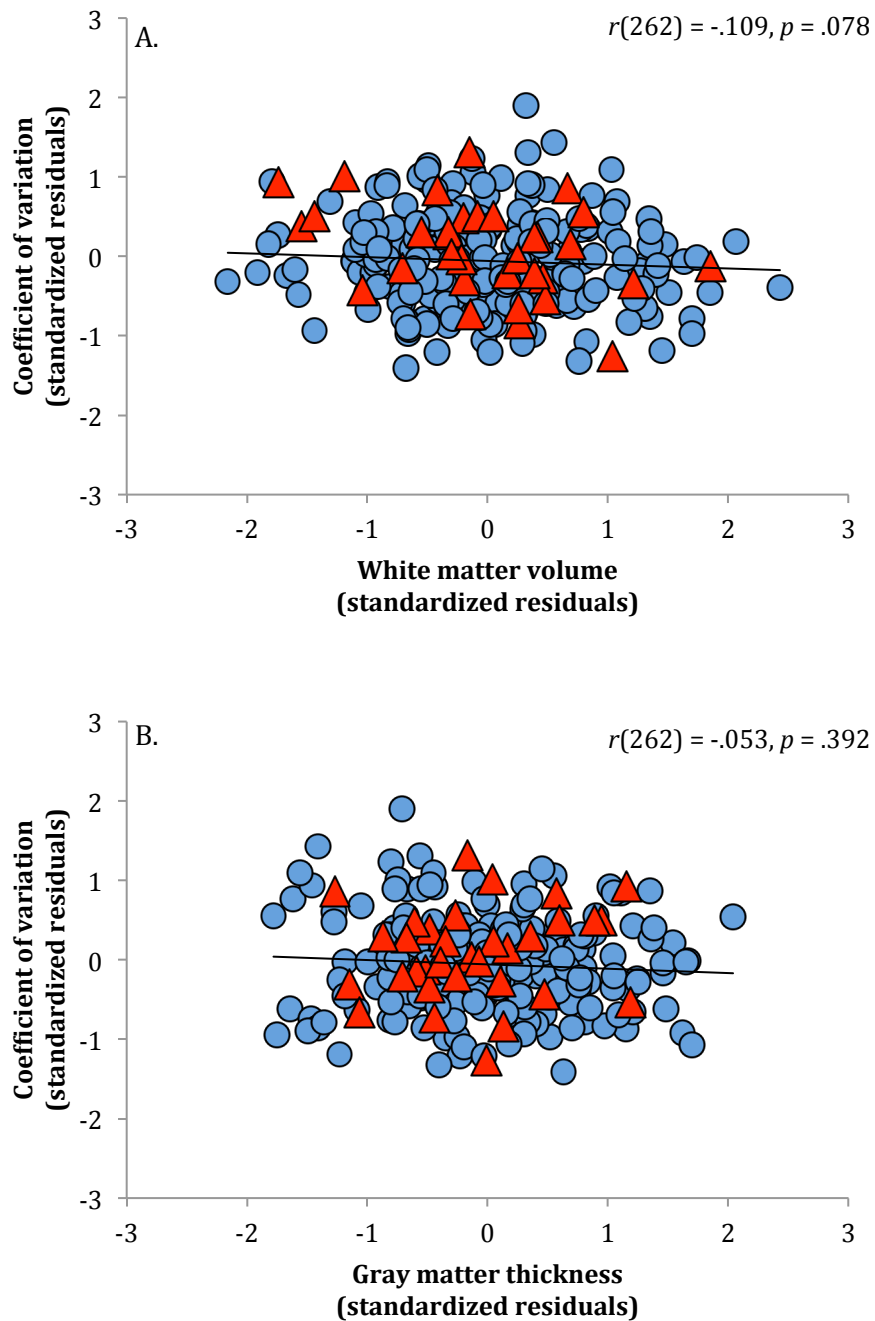 A.
r(262) = -.109, p = .078
3
2
1
0
-1
-2
-3
Coefficient of variation
(standardized residuals)
-3 -2 -1 0 1 2 3
White matter volume
(standardized residuals)
B.
r(262) = -.053, p = .392
3
2
1
0
-1
-2
-3
Coefficient of variation
(standardized residuals)
-3 -2 -1 0 1 2 3
Gray matter thickness
(standardized residuals)